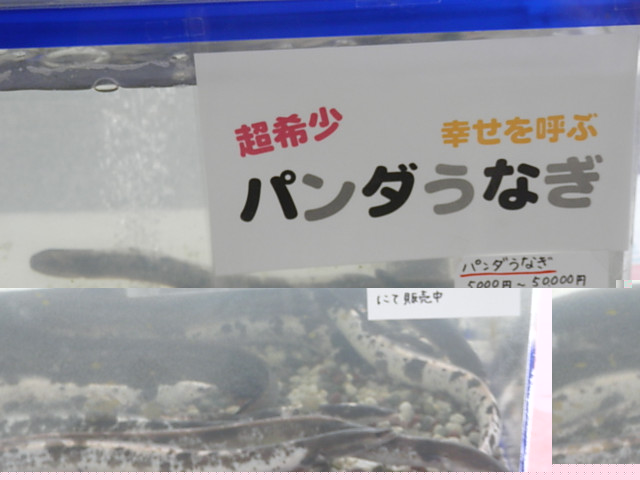 超希少 幸せを呼ぶ
パンダうなぎ
パンダうなぎ
5000円～50000円
にて販売中